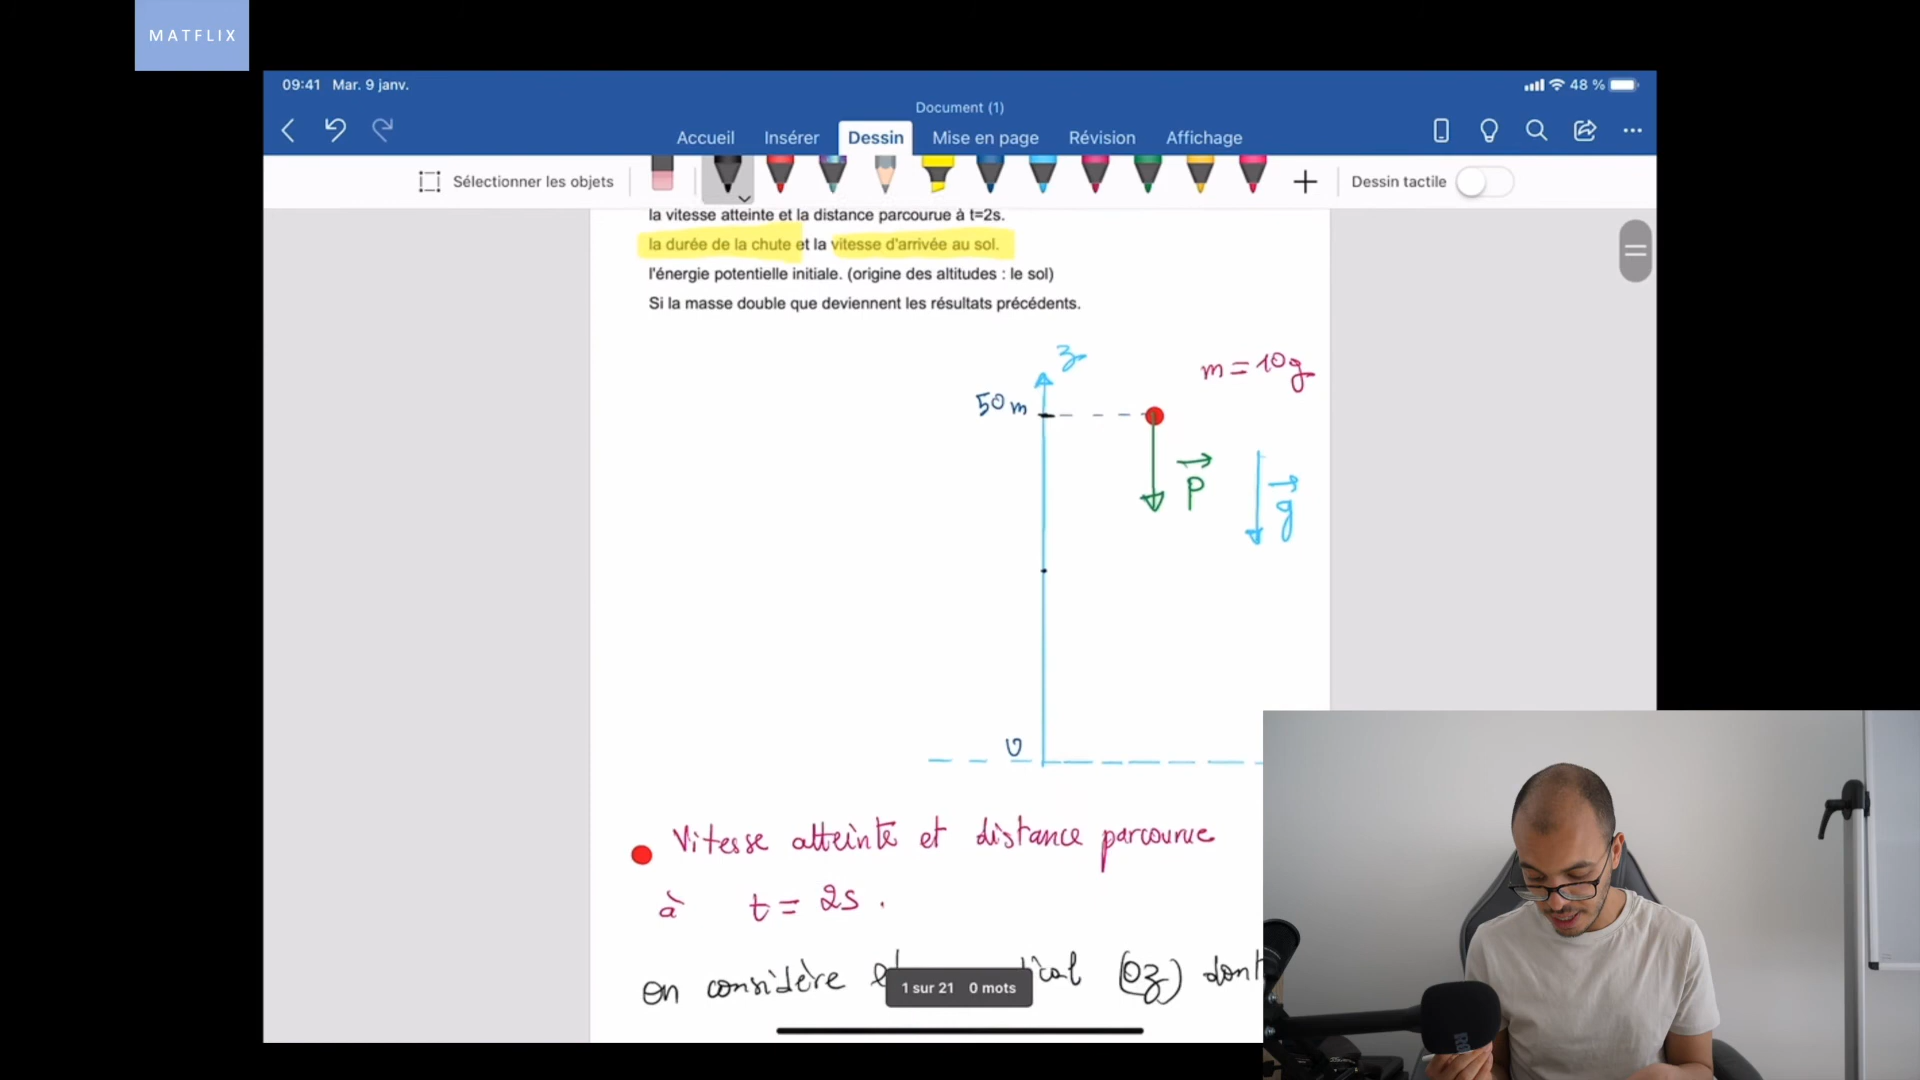 MATFLIX
09:41 Mar. 9 janv.
48 %
Document (1)
Accueil Insérer Dessin Mise en page Révision Affichage
Sélectionner les objets
Dessin tactile
la vitesse atteinte et la distance parcourue à t=2s.
la durée de la chute et la vitesse d'arrivée au sol.
l'énergie potentielle initiale. (origine des altitudes : le sol)
Si la masse double que deviennent les résultats précédents.
z
m = 10g
50 m
P
g
0
Vitesse atteinte et distance parcourue
à t = 2s .
on considère (Oz) dont
1 sur 21 0 mots